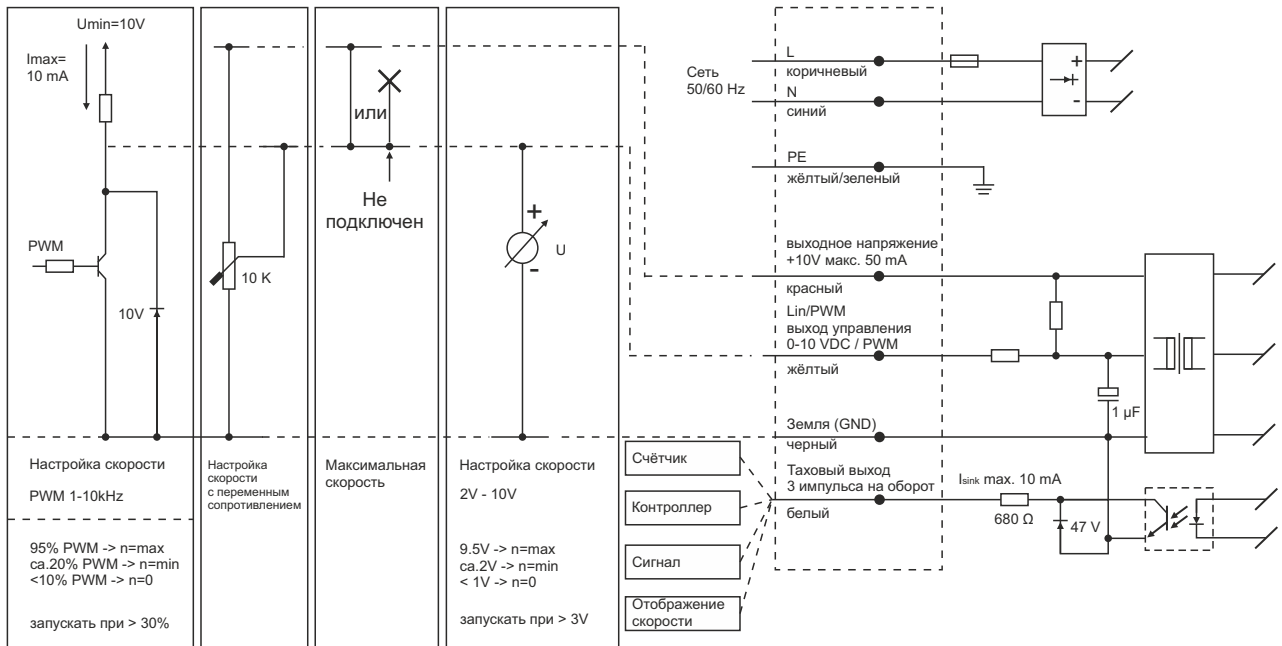 Umin=10V
Imax=
10 mA
PWM
10V
10 K
или
Не
подключен
+
U
-
Настройка скорости
PWM 1-10kHz
95% PWM -> n=max
ca.20% PWM -> n=min
<10% PWM -> n=0
запускать при > 30%
Настройка
скорости
с переменным
сопротивлением
Максимальная
скорость
Настройка скорости
2V - 10V
9.5V -> n=max
ca.2V -> n=min
< 1V -> n=0
запускать при > 3V
Сеть
50/60 Hz
L
коричневый
N
синий
+
-
PE
жёлтый/зеленый
выходное напряжение
+10V макс. 50 mA
красный
Lin/PWM
выход управления
0-10 VDC / PWM
жёлтый
1 µF
Земля (GND)
черный
Таховый выход
3 импульса на оборот
белый
Isink max. 10 mA
680 Ω
47 V
Счётчик
Контроллер
Сигнал
Отображение
скорости